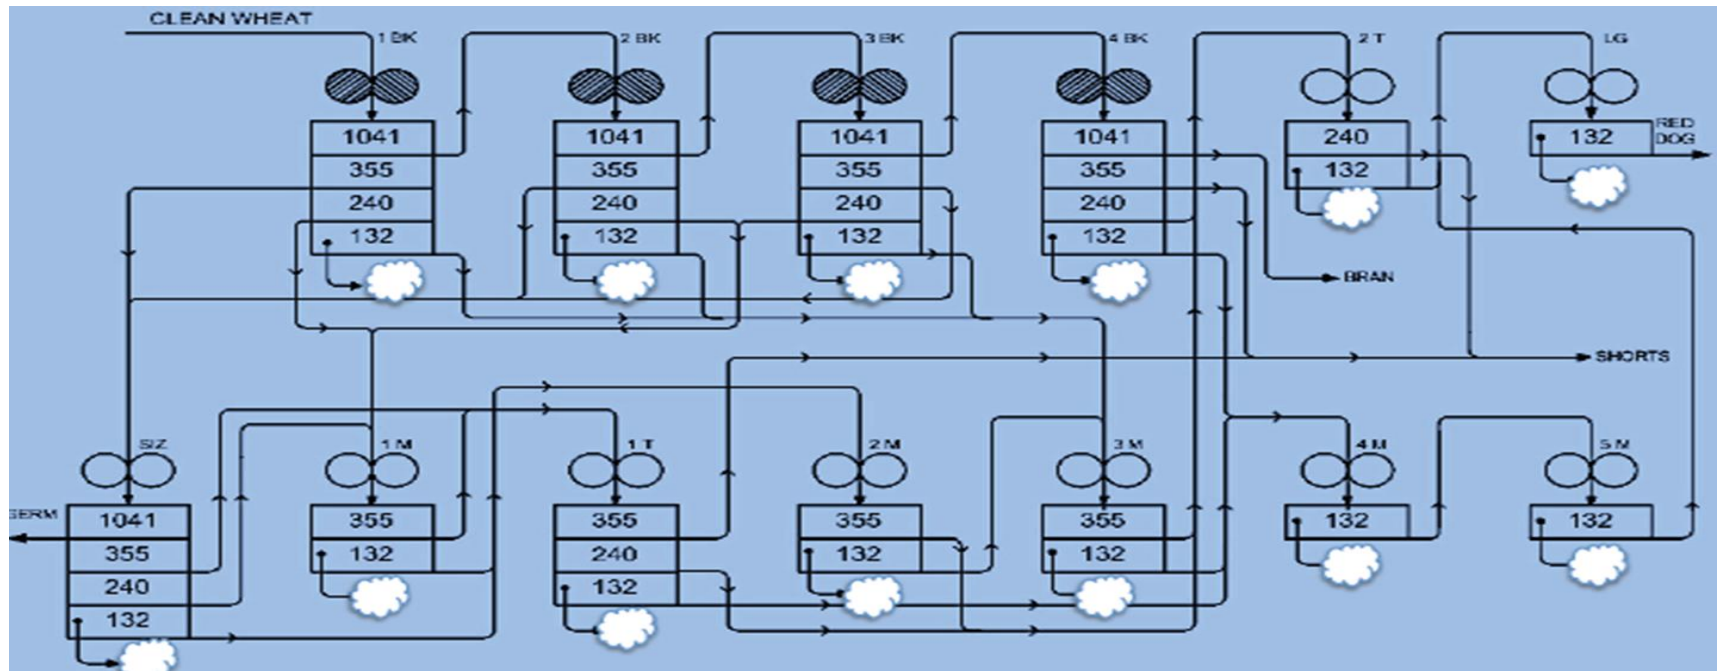 CLEAN WHEAT
1 BK
2 BK
3 BK
4 BK
2 T
LG
1041
1041
1041
1041
240
132
RED
DOG
355
355
355
355
132
240
240
240
240
132
132
132
132
BRAN
SHORTS
SIZ
1 M
1 T
2 M
3 M
4 M
5 M
GERM
1041
355
355
355
355
132
132
355
132
240
132
132
240
132
132